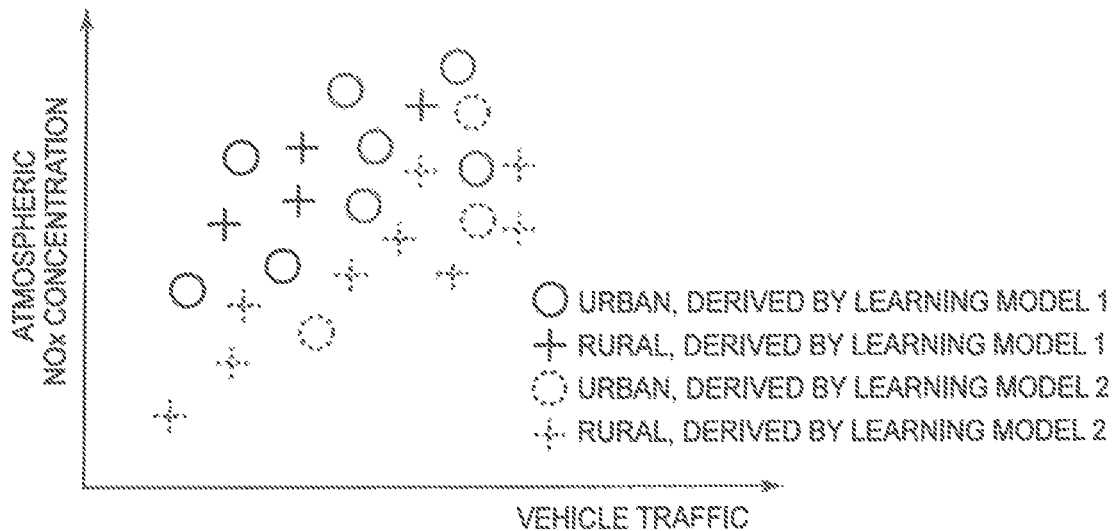 ATMOSPHERIC
NOx CONCENTRATION
URBAN, DERIVED BY LEARNING MODEL 1
RURAL, DERIVED BY LEARNING MODEL 1
URBAN, DERIVED BY LEARNING MODEL 2
RURAL, DERIVED BY LEARNING MODEL 2
VEHICLE TRAFFIC